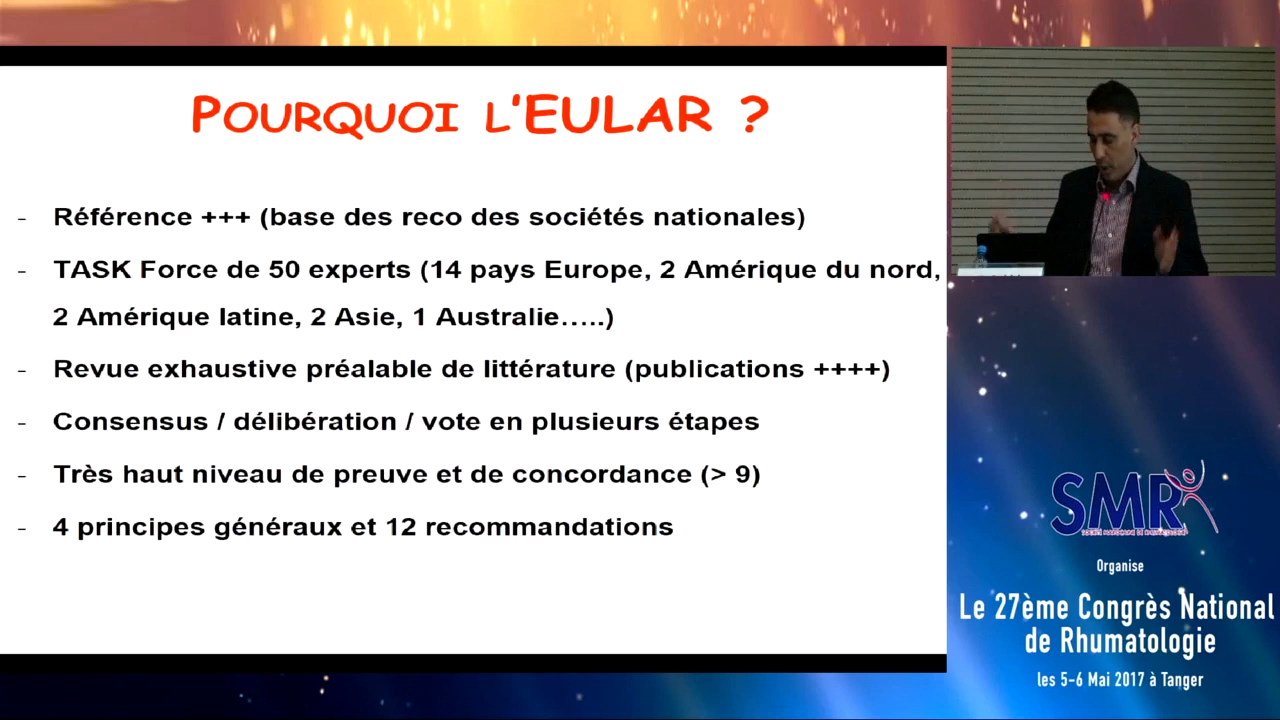 POURQUOI L'EULAR ?
- Référence +++ (base des reco des sociétés nationales)
- TASK Force de 50 experts (14 pays Europe, 2 Amérique du nord,
2 Amérique latine, 2 Asie, 1 Australie.....)
- Revue exhaustive préalable de littérature (publications ++++)
- Consensus / délibération / vote en plusieurs étapes
- Très haut niveau de preuve et de concordance (> 9)
- 4 principes généraux et 12 recommandations
SMR
Organise
Le 27ème Congrès National
de Rhumatologie
les 5-6 Mai 2017 à Tanger